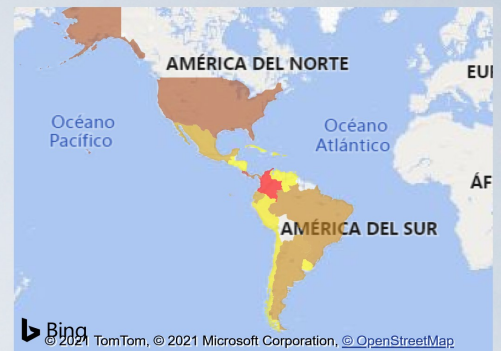 AMÉRICA DEL NORTE
EU
Océano
Pacífico
Océano
Atlántico
ÁF
AMÉRICA DEL SUR
Bing
© 2021 TomTom, © 2021 Microsoft Corporation, © OpenStreetMap